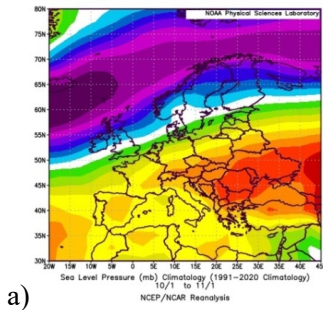 NOAA Physical Sciences Laboratory
80N
75N
70N
65N
60N
55N
50N
45N
40N
35N
30N
20W 15W 10W 5W 0 5E 10E 15E 20E 25E 30E 35E 40E 45
Sea Level Pressure (mb) Climatology (1991-2020 Climatology)
10/1 to 11/1
NCEP/NCAR Reanalysis
a)